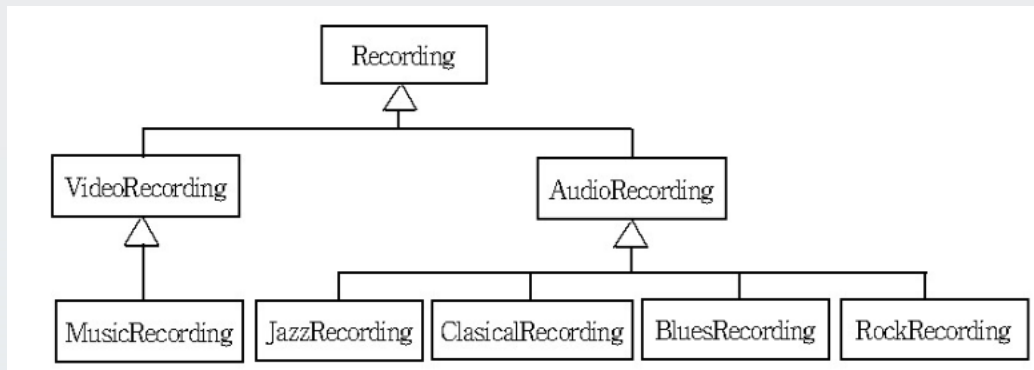 Recording
VideoRecording
AudioRecording
MusicRecording
JazzRecording
ClasicalRecording
BluesRecording
RockRecording